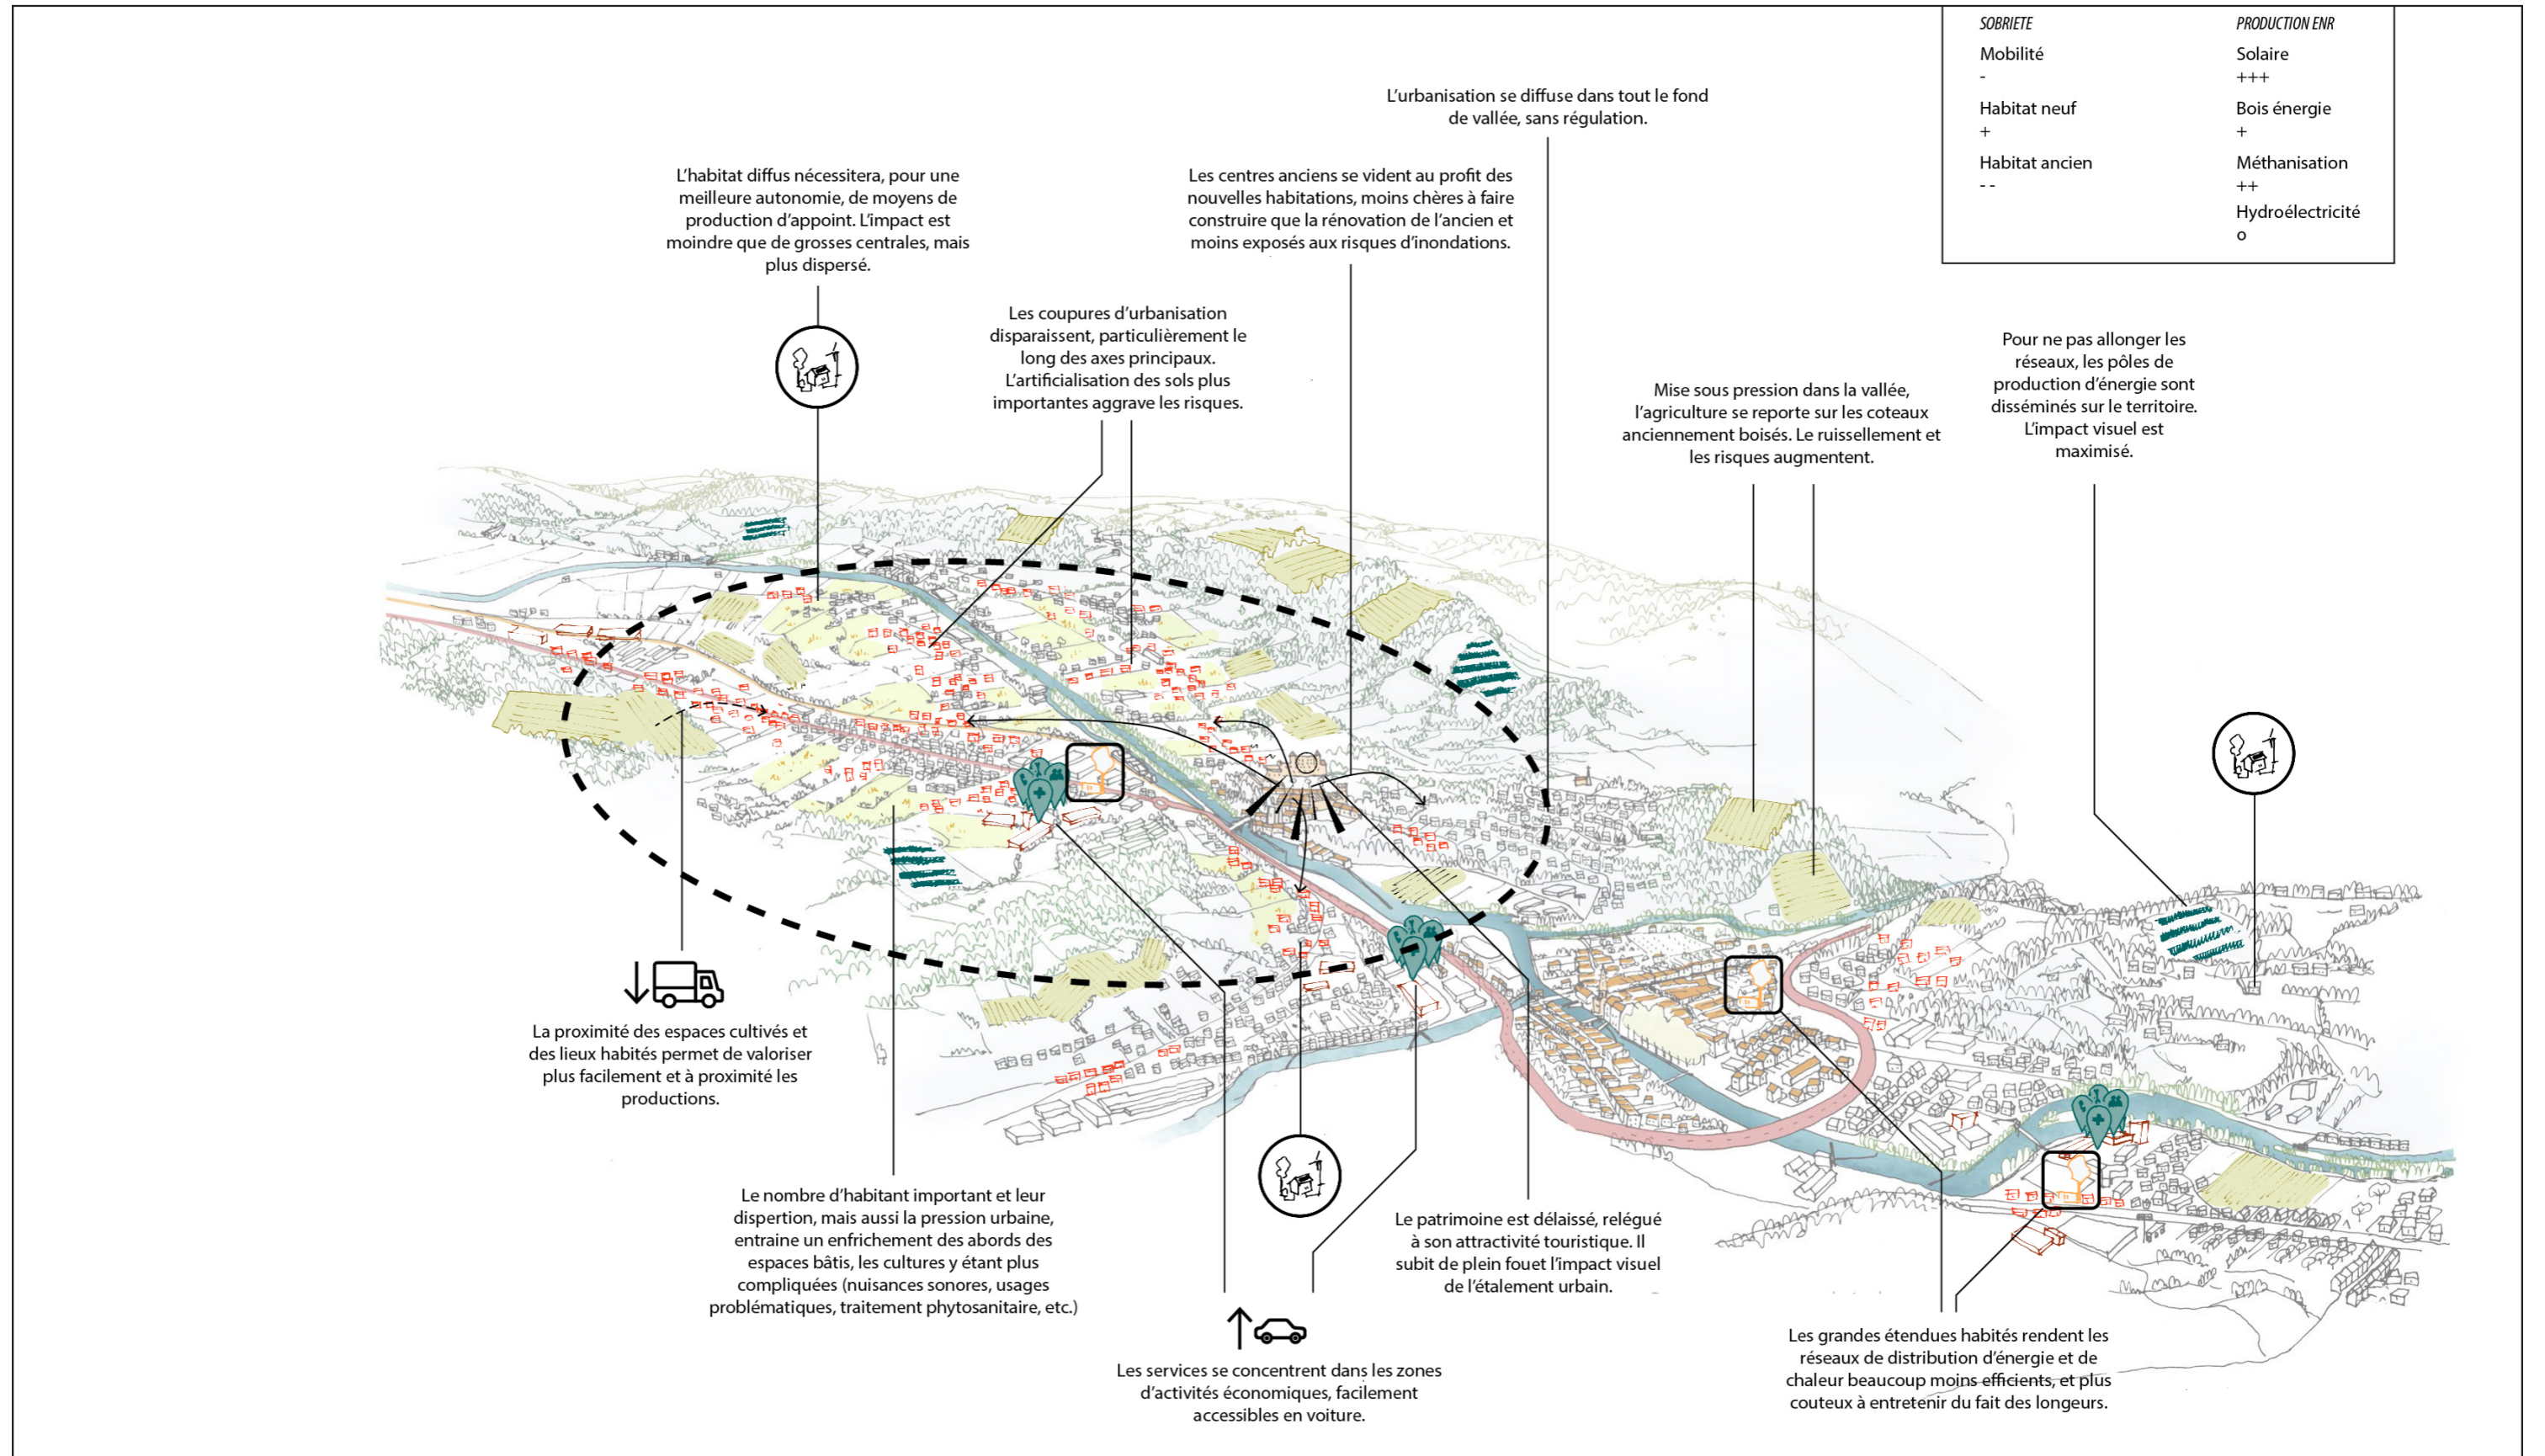 SOBRIETE
Mobilité
-
Habitat neuf
+
Habitat ancien
- -
PRODUCTION ENR
Solaire
+++
Bois énergie
+
Méthanisation
++
Hydroélectricité
o
L'urbanisation se diffuse dans tout le fond
de vallée, sans régulation.
L'habitat diffus nécessitera, pour une
meilleure autonomie, de moyens de
production d'appoint. L'impact est
moindre que de grosses centrales, mais
plus dispersé.
Les centres anciens se vident au profit des
nouvelles habitations, moins chères à faire
construire que la rénovation de l'ancien et
moins exposés aux risques d'inondations.
Les coupures d'urbanisation
disparaissent, particulièrement le
long des axes principaux.
L'artificialisation des sols plus
importantes aggrave les risques.
Mise sous pression dans la vallée,
l'agriculture se reporte sur les coteaux
anciennement boisés. Le ruissellement et
les risques augmentent.
Pour ne pas allonger les
réseaux, les pôles de
production d'énergie sont
disséminés sur le territoire.
L'impact visuel est
maximisé.
La proximité des espaces cultivés et
des lieux habités permet de valoriser
plus facilement et à proximité les
productions.
Le nombre d'habitant important et leur
dispertion, mais aussi la pression urbaine,
entraine un enfrichement des abords des
espaces bâtis, les cultures y étant plus
compliquées (nuisances sonores, usages
problématiques, traitement phytosanitaire, etc.)
Les services se concentrent dans les zones
d'activités économiques, facilement
accessibles en voiture.
Le patrimoine est délaissé, relégué
à son attractivité touristique. Il
subit de plein fouet l'impact visuel
de l'étalement urbain.
Les grandes étendues habités rendent les
réseaux de distribution d'énergie et de
chaleur beaucoup moins efficients, et plus
couteux à entretenir du fait des longeurs.